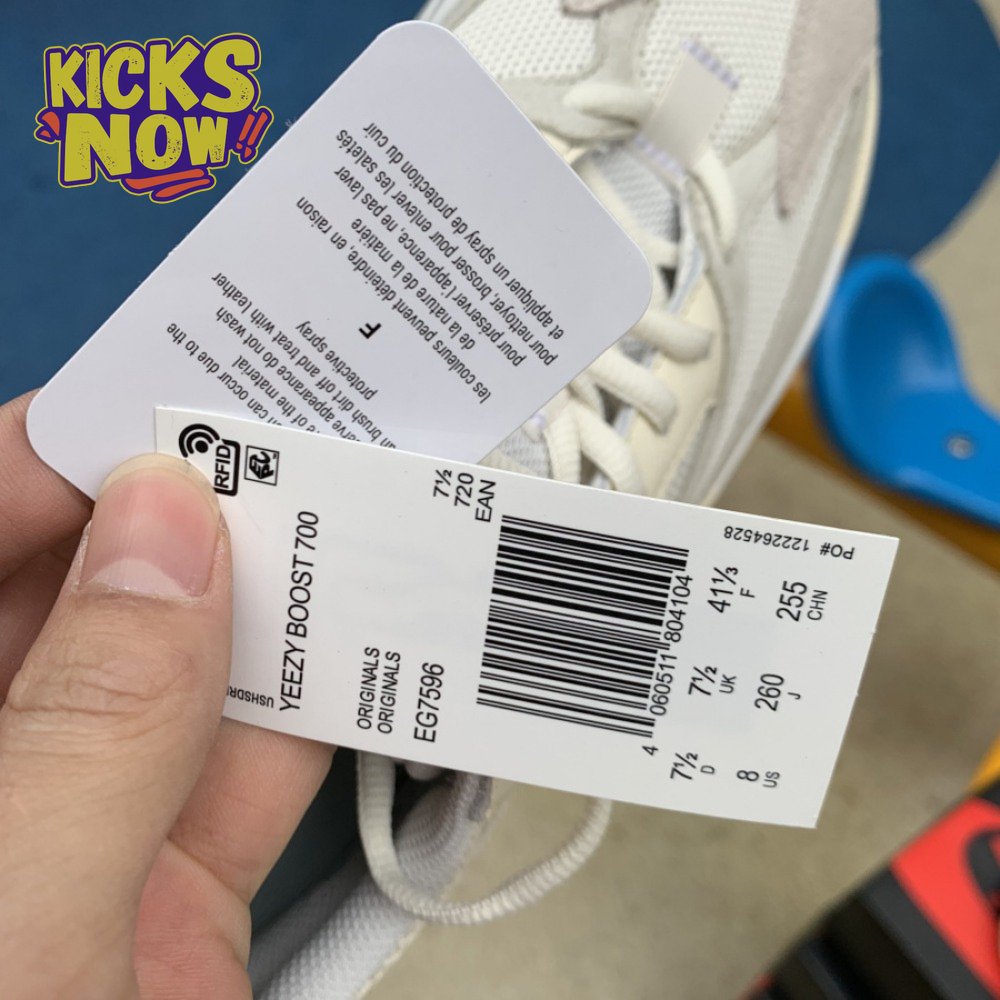 KICKS
NOW!!
les couleurs peuvent déteindre, en raison
de la nature de la matière
pour préserver l'apparence, ne pas laver
pour nettoyer, brosser pour enlever les saletés
et appliquer un spray de protection du cuir
F
can occur due to the
of the material
appearance do not wash
brush dirt off and treat with leather
protective spray
RFID
YEEZY BOOST 700
ORIGINALS
ORIGINALS
EG7596
7½
720
EAN
4 060511 804104
7½
D
7½
UK
41⅓
F
8
US
260
J
255
CHN
PO# 122264528